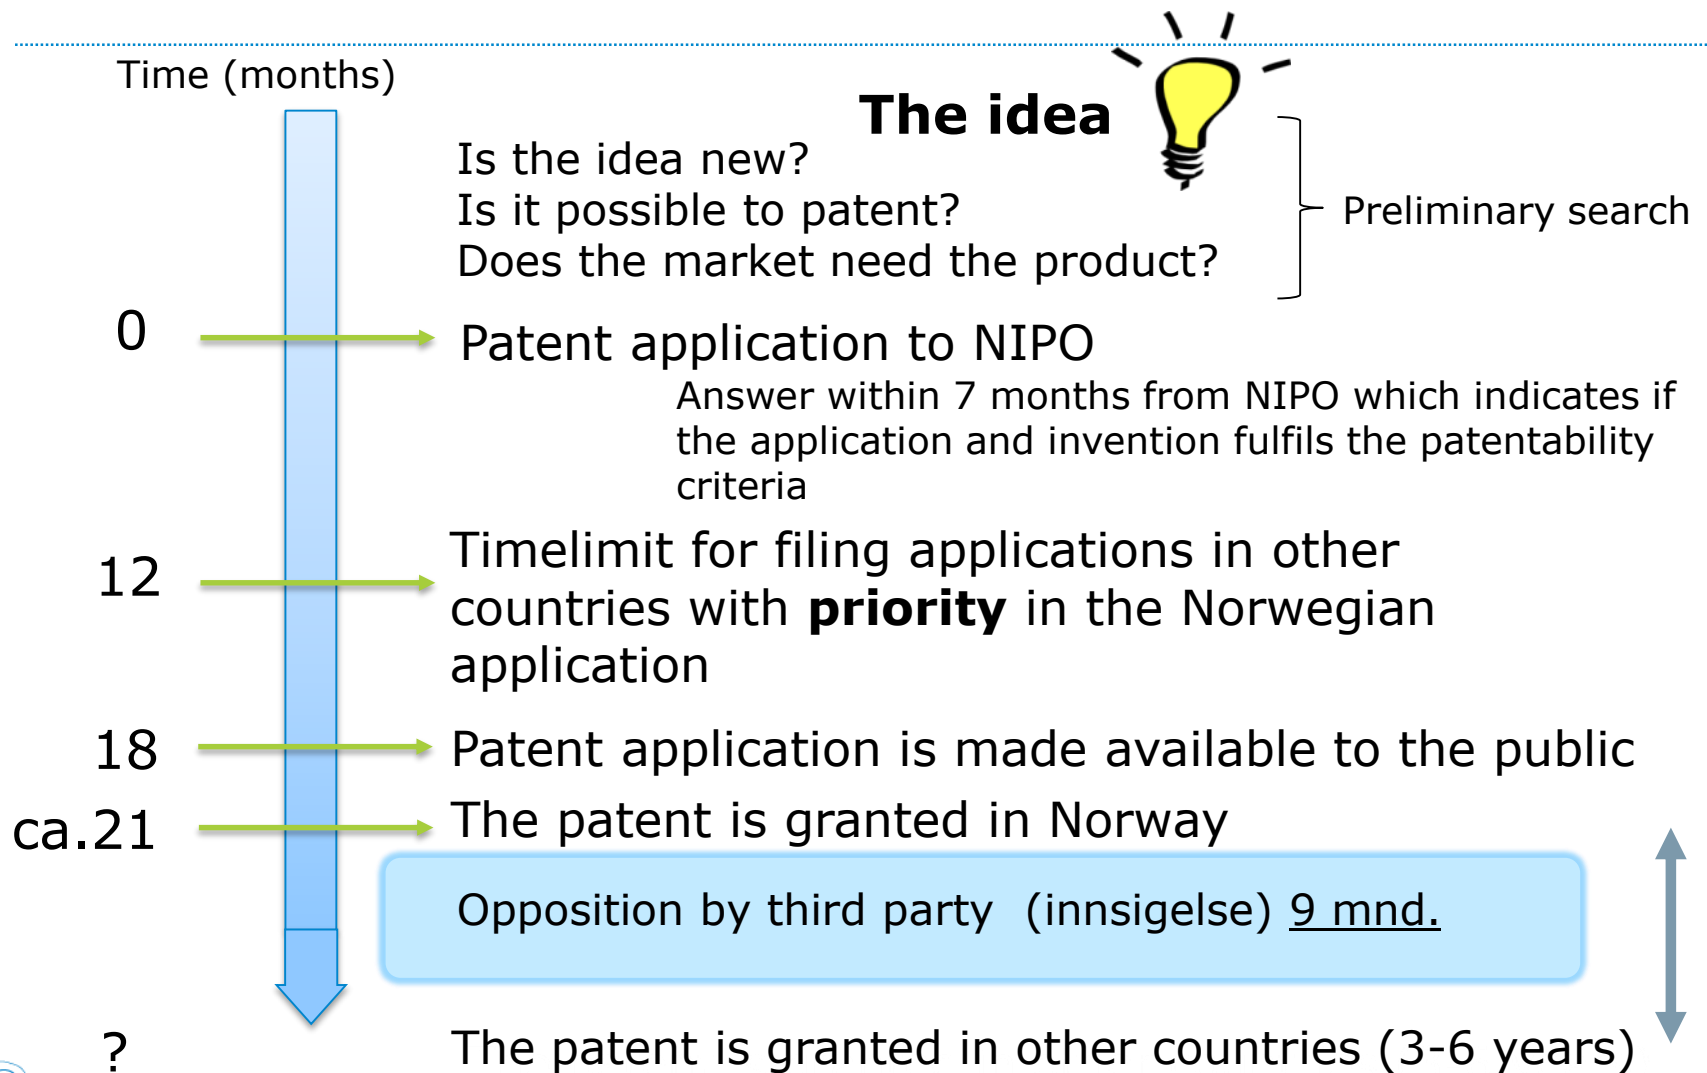 Time (months)
The idea
Is the idea new?
Is it possible to patent?
Does the market need the product?
Preliminary search
0
Patent application to NIPO
Answer within 7 months from NIPO which indicates if
the application and invention fulfils the patentability
criteria
12
Timelimit for filing applications in other
countries with priority in the Norwegian
application
18
Patent application is made available to the public
ca.21
The patent is granted in Norway
Opposition by third party (innsigelse) 9 mnd.
?
The patent is granted in other countries (3-6 years)